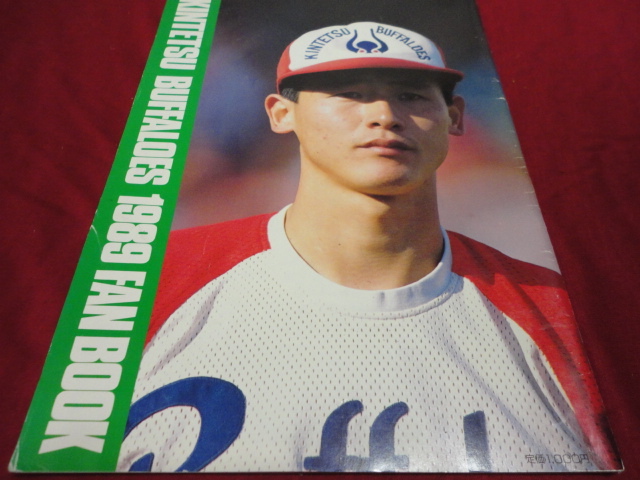 KINTETSU BUFFALOES 1989 FAN BOOK
KINTETSU BUFFALOES
Buff
定価1,000円